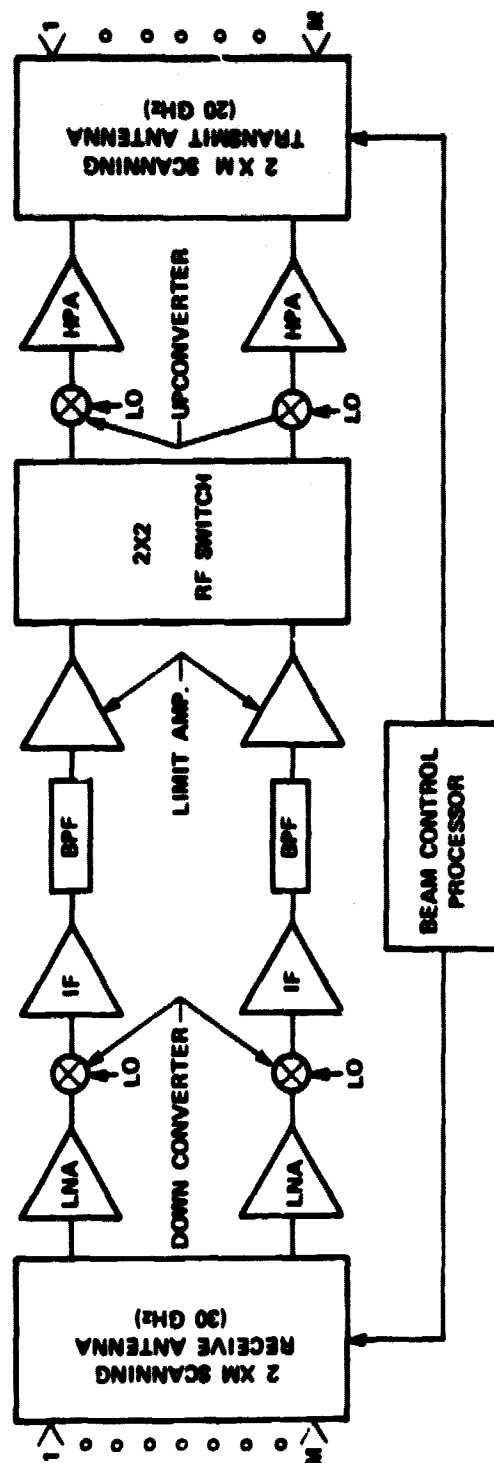 1
M
2 XM SCANNING
RECEIVE ANTENNA
(30 GHz)
LNA
LNA
DOWN CONVERTER
LO
LO
IF
IF
BPF
BPF
LIMIT AMP.
2X2
RF SWITCH
UPCONVERTER
LO
LO
HPA
HPA
2 X M SCANNING
TRANSMIT ANTENNA
(20 GHz)
1
M
BEAM CONTROL
PROCESSOR